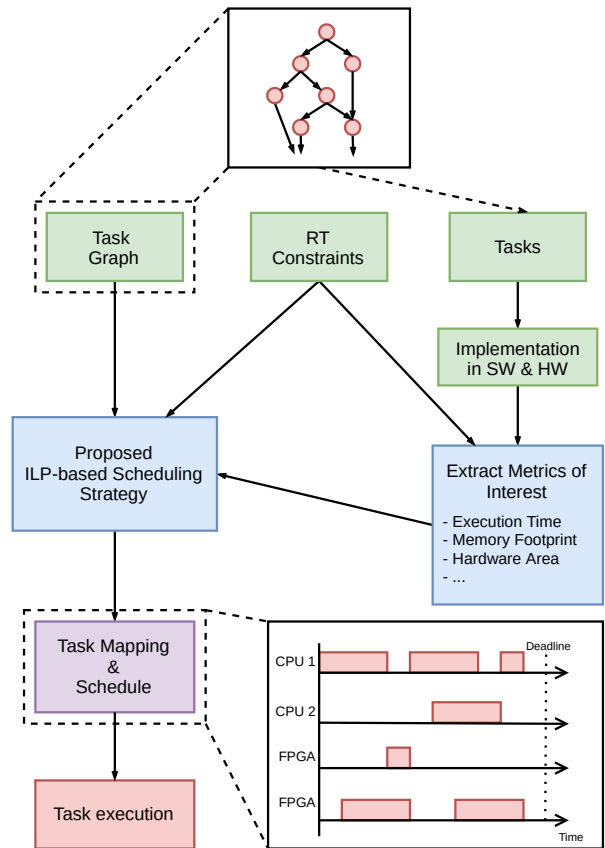 Task
Graph
RT
Constraints
Tasks
Implementation
in SW & HW
Proposed
ILP-based Scheduling
Strategy
Extract Metrics of
Interest
- Execution Time
- Memory Footprint
- Hardware Area
- ...
Task Mapping
&
Schedule
Task execution
Deadline
CPU 1
CPU 2
FPGA
FPGA
Time